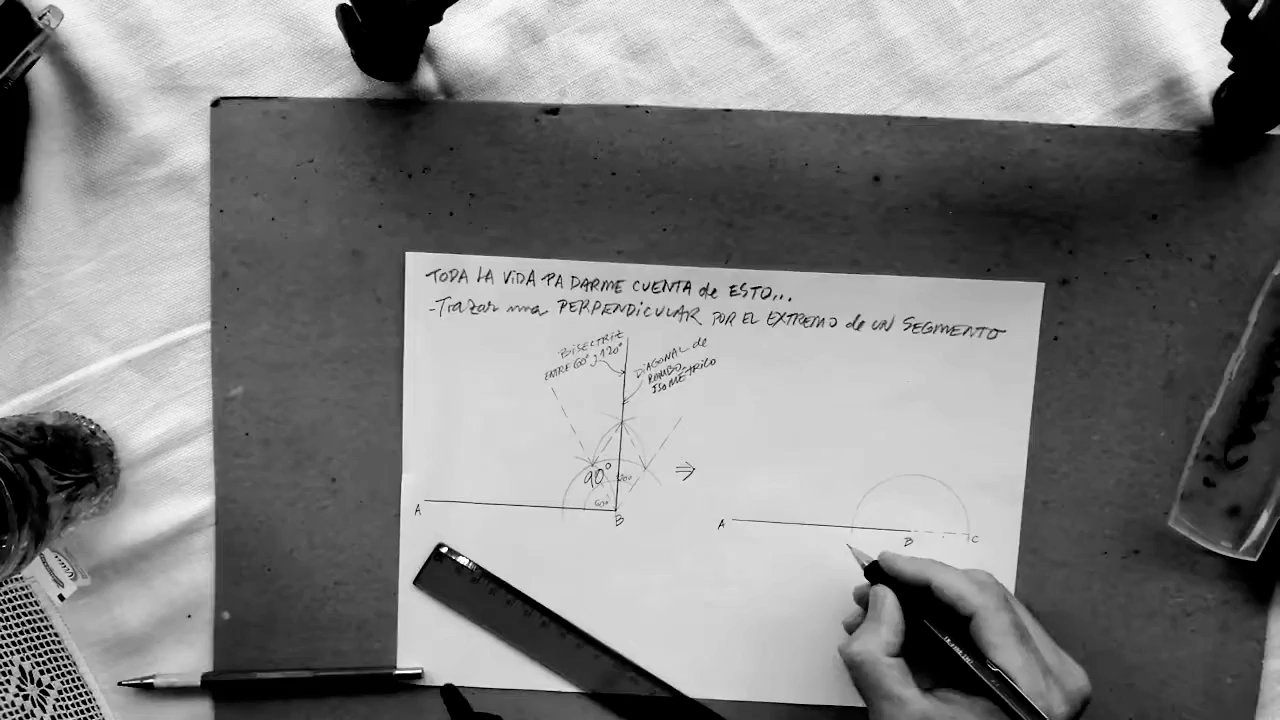 TODA LA VIDA PA DARME CUENTA de ESTO...
-Trazar una PERPENDICULAR POR EL EXTREMO de UN SEGMENTO
BISECTRIZ
ENTRE 60° y 120°
DIAGONAL de
ROMBO
ISOMÉTRICO
90°
60°
A
B
⇒
A
B
C